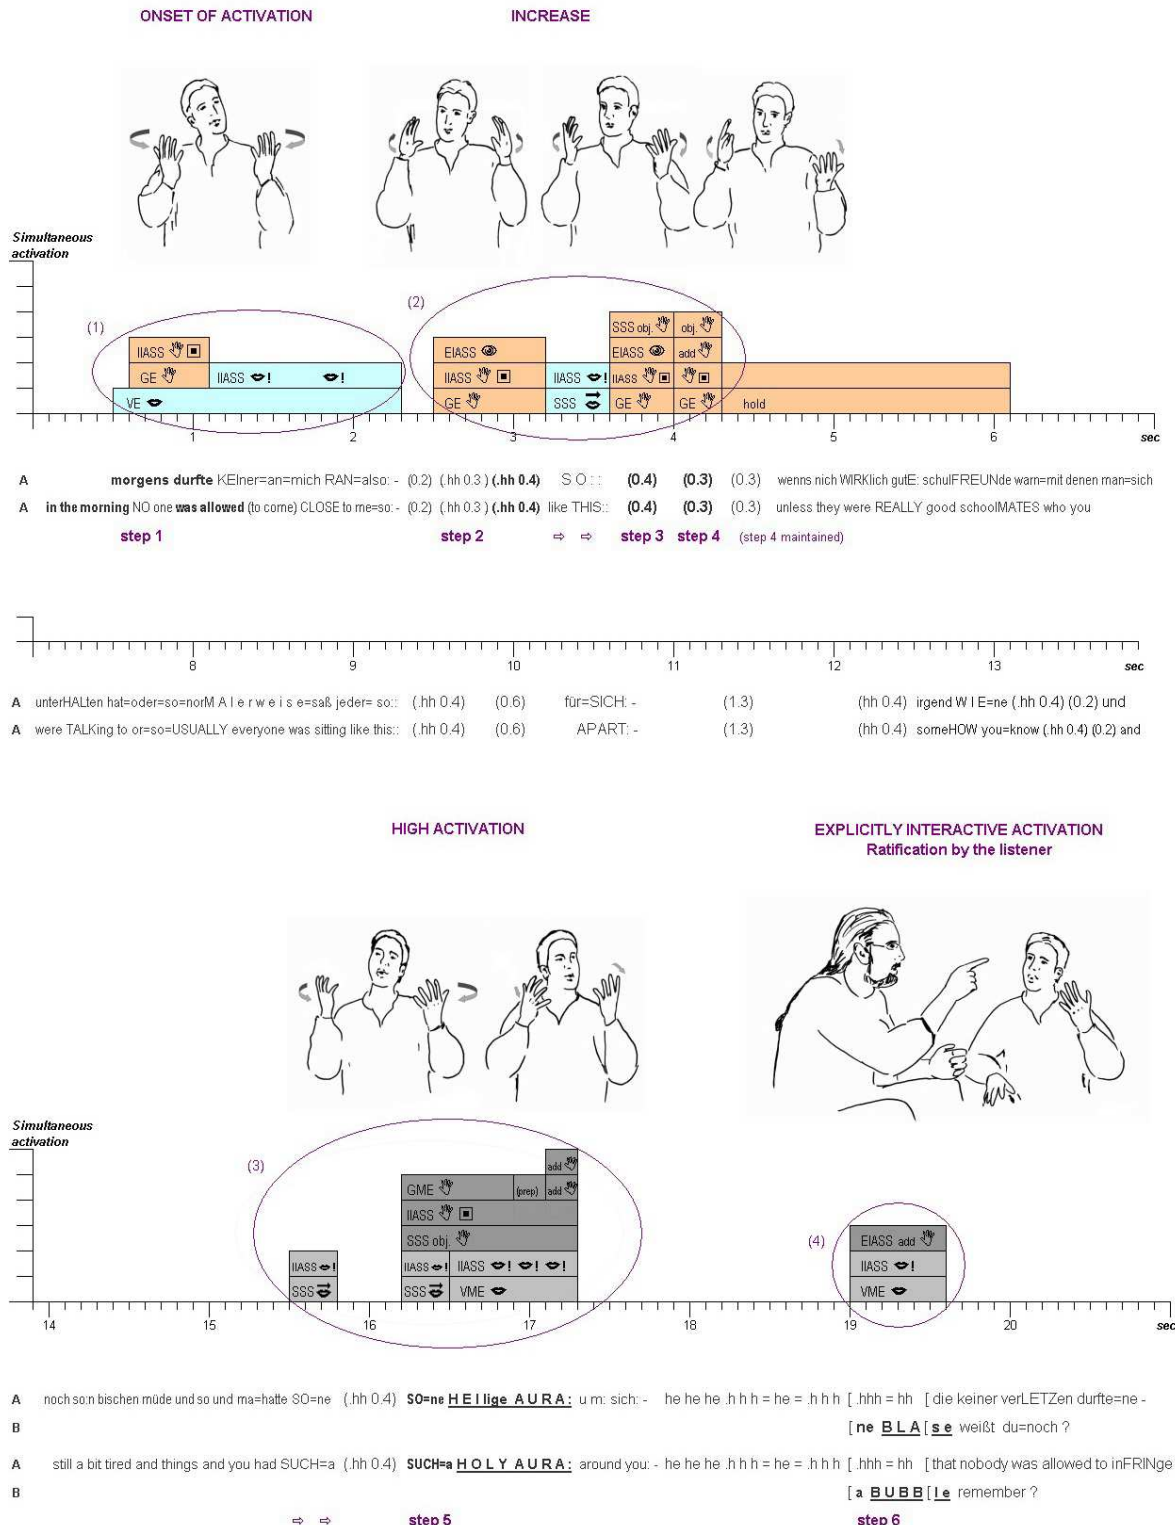 ONSET OF ACTIVATION INCREASE
Simultaneous
activation
(1) (2)
SSS obj. obj.
IIASS EIASS EIASS add
GE IIASS ! ! IIASS IIASS ! IIASS
VE GE SSS GE GE hold
1 2 3 4 5 6 sec
A morgens durfte KEIner=an=mich RAN=also: - (0.2) (.hh 0.3 ) (.hh 0.4) S O : : (0.4) (0.3) (0.3) wenns nich WIRKlich gutE: schulFREUNde warn=mit denen man=sich
A in the morning NO one was allowed (to come) CLOSE to me=so: - (0.2) (.hh 0.3 ) (.hh 0.4) like THIS:: (0.4) (0.3) (0.3) unless they were REALLY good schoolMATES who you
step 1 step 2 ⇨ ⇨ step 3 step 4 (step 4 maintained)
8 9 10 11 12 13 sec
A unterHALten hat=oder=so=norM A l e r w e i s e=saß jeder= so:: (.hh 0.4) (0.6) für=SICH: - (1.3) (hh 0.4) irgend W I E=ne (.hh 0.4) (0.2) und
A were TALKing to or=so=USUALLY everyone was sitting like this:: (.hh 0.4) (0.6) APART: - (1.3) (hh 0.4) someHOW you=know (.hh 0.4) (0.2) and
HIGH ACTIVATION EXPLICITLY INTERACTIVE ACTIVATION
Ratification by the listener
Simultaneous
activation
(3) add
GME (prep) add
IIASS
(4) SSS obj. EIASS add
IIASS ! IIASS ! IIASS ! ! ! IIASS !
SSS SSS VME VME
14 15 16 17 18 19 20 sec
A noch so:n bischen müde und so und ma=hatte SO=ne (.hh 0.4) SO=ne H E I lige A U R A : u m: sich: - he he he .h h h = he = .h h h [ .hhh = hh [ die keiner verLETZen durfte=ne -
B [ ne B L A [ s e weißt du=noch ?
A still a bit tired and things and you had SUCH=a (.hh 0.4) SUCH=a H O L Y A U R A : around you: - he he he .h h h = he = .h h h [ .hhh = hh [ that nobody was allowed to inFRINge
B [ a B U B B [ l e remember ?
⇨ ⇨ step 5 step 6